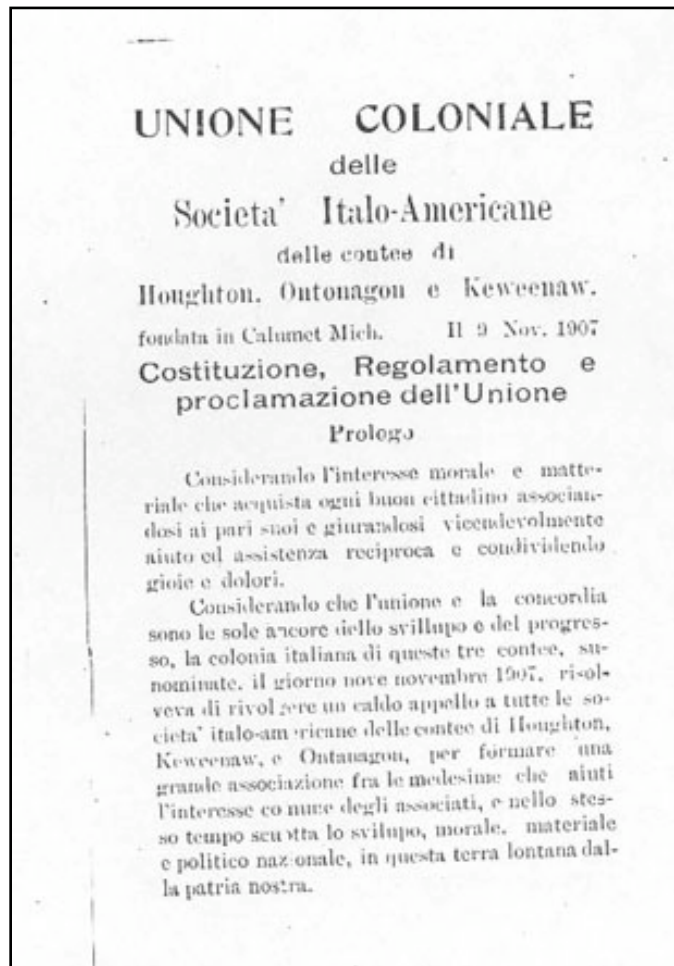 UNIONE COLONIALE
delle
Societa' Italo-Americane
delle contee di
Houghton. Ontonagon e Keweenaw.
fondata in Calumet Mich. Il 9 Nov. 1907
Costituzione, Regolamento e
proclamazione dell'Unione
Prologo
Considerando l'interesse morale e matte-
riale che acquista ogni buon cittadino associan-
dosi ai pari suoi e giurandosi vicendevolmente
aiuto ed assistenza reciproca e condividendo
gioie e dolori.
Considerando che l'unione e la concordia
sono le sole ancore dello svillupo e del progres-
so, la colonia italiana di queste tre contee, su-
nominate. il giorno nove novembre 1907. risol-
veva di rivolgere un caldo appello a tutte le so-
cieta' italo-americane delle contee di Houghton,
Keweenaw, e Ontanagon, per formare una
grande associazione fra le medesime che aiuti
l'interesse comune degli associati, e nello stes-
so tempo scuotta lo svilupo, morale. materiale
e politico nazionale, in questa terra lontana dal-
la patria nostra.